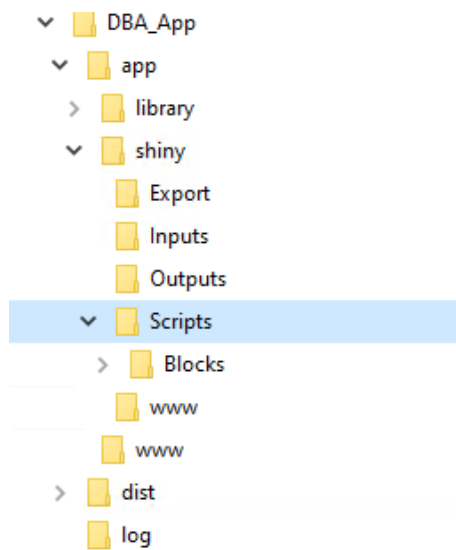 DBA_App
app
library
shiny
Export
Inputs
Outputs
Scripts
Blocks
www
www
dist
log